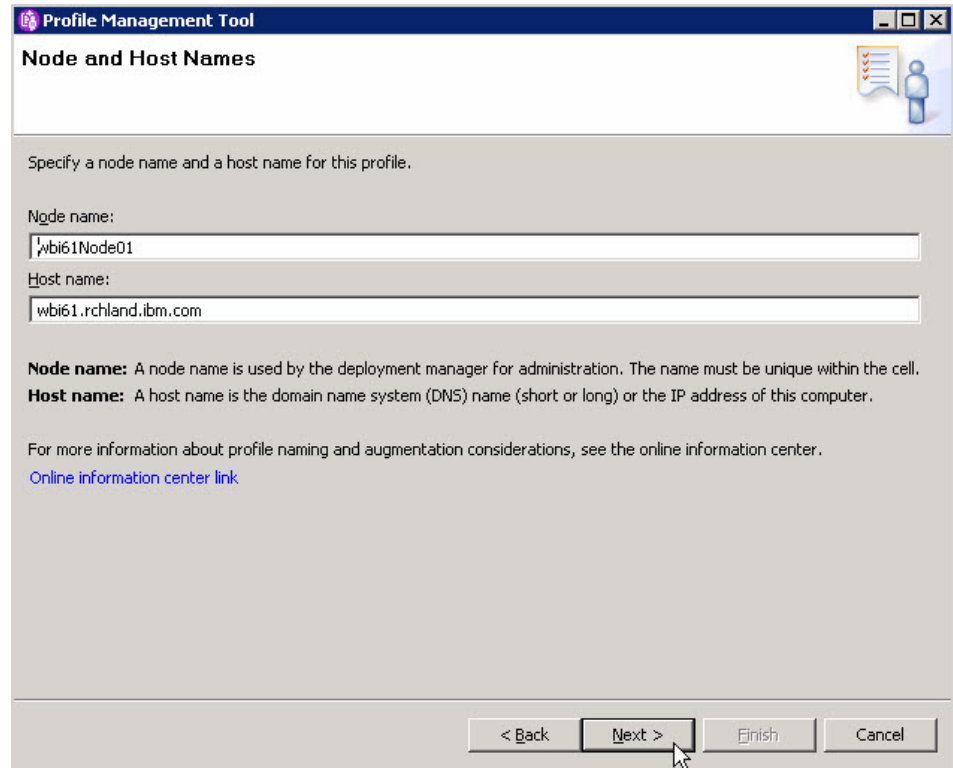 Profile Management Tool
Node and Host Names
Specify a node name and a host name for this profile.
Node name:
wbi61Node01
Host name:
wbi61.rchland.ibm.com
Node name: A node name is used by the deployment manager for administration. The name must be unique within the cell.
Host name: A host name is the domain name system (DNS) name (short or long) or the IP address of this computer.
For more information about profile naming and augmentation considerations, see the online information center.
Online information center link
< Back Next > Finish Cancel